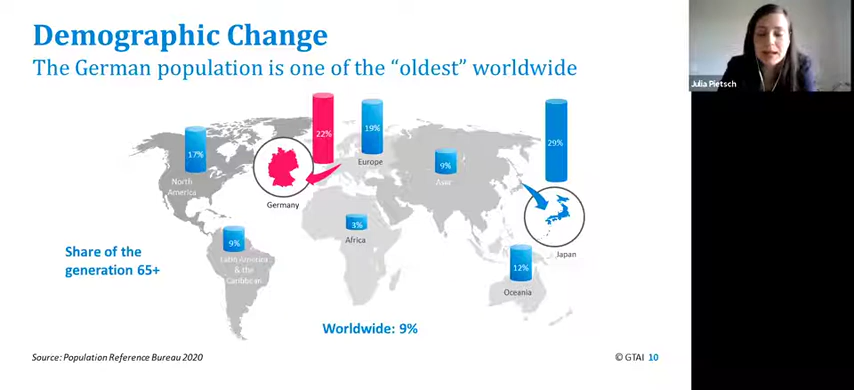 Demographic Change
The German population is one of the “oldest” worldwide
Julia Pietsch
17%
North
America
22%
Germany
19%
Europe
9%
Asia
29%
Japan
9%
Latin America
& the
Caribbean
3%
Africa
12%
Oceania
Share of the
generation 65+
Worldwide: 9%
Source: Population Reference Bureau 2020
© GTAI 10